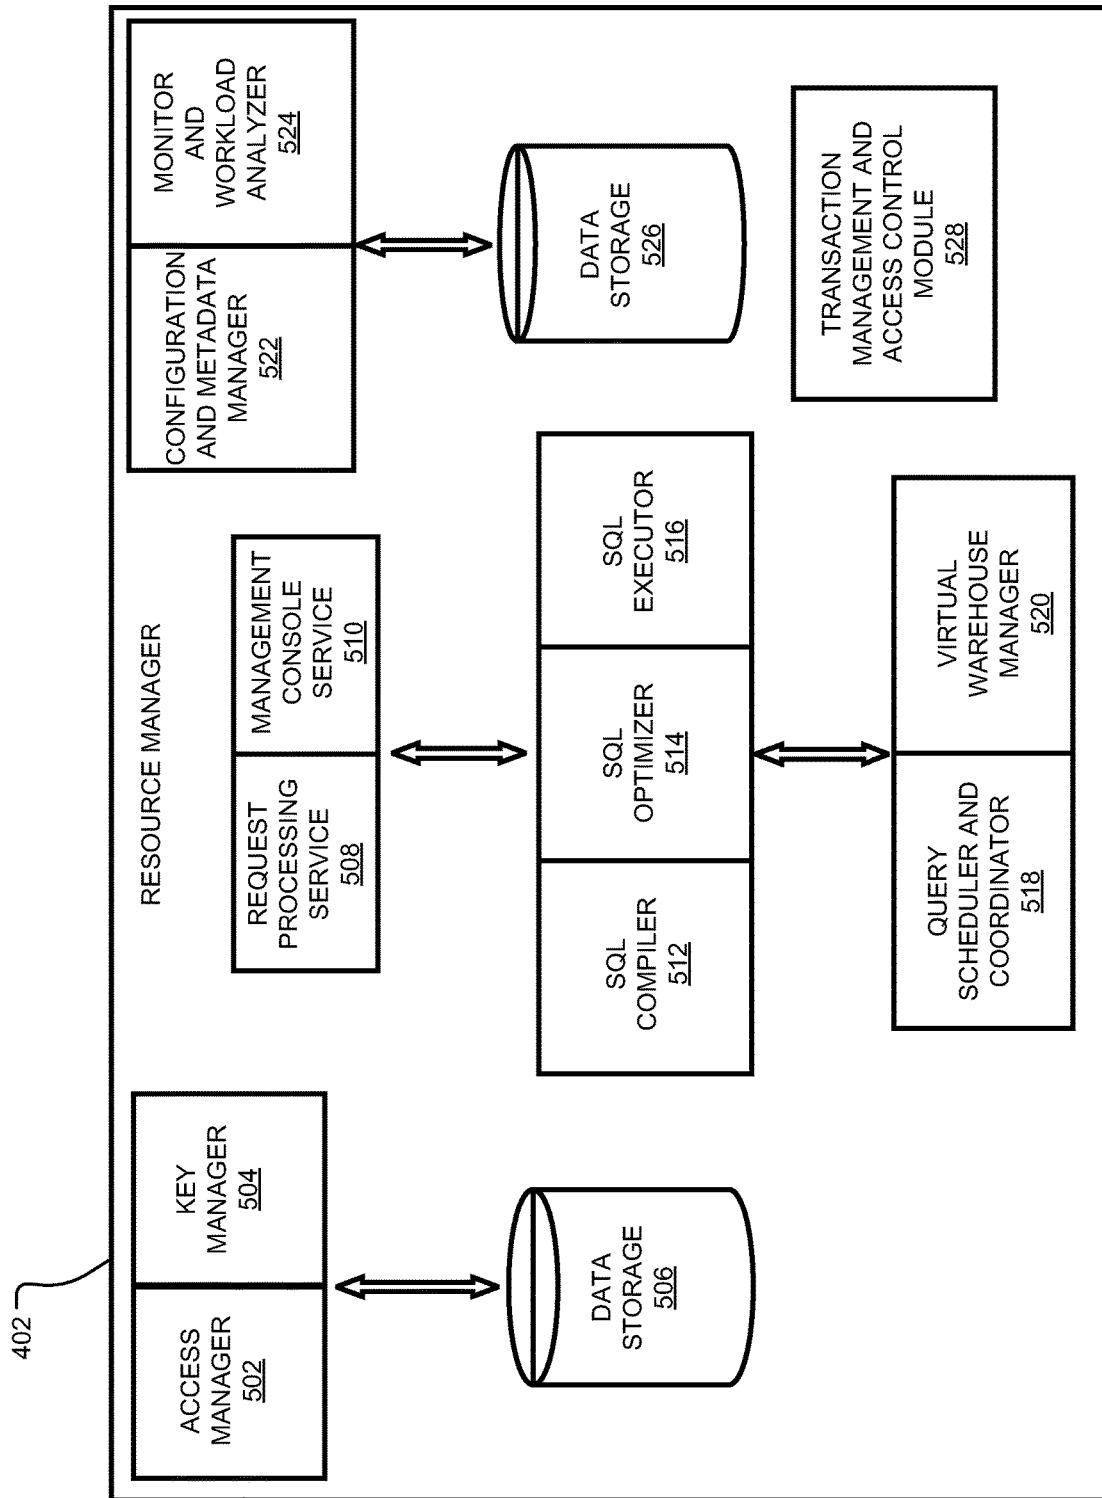 402
RESOURCE MANAGER
ACCESS
MANAGER
502
KEY
MANAGER
504
DATA
STORAGE
506
REQUEST
PROCESSING
SERVICE
508
MANAGEMENT
CONSOLE
SERVICE
510
SQL
COMPILER
512
SQL
OPTIMIZER
514
SQL
EXECUTOR
516
QUERY
SCHEDULER AND
COORDINATOR
518
VIRTUAL
WAREHOUSE
MANAGER
520
CONFIGURATION
AND METADATA
MANAGER
522
MONITOR
AND
WORKLOAD
ANALYZER
524
DATA
STORAGE
526
TRANSACTION
MANAGEMENT AND
ACCESS CONTROL
MODULE
528